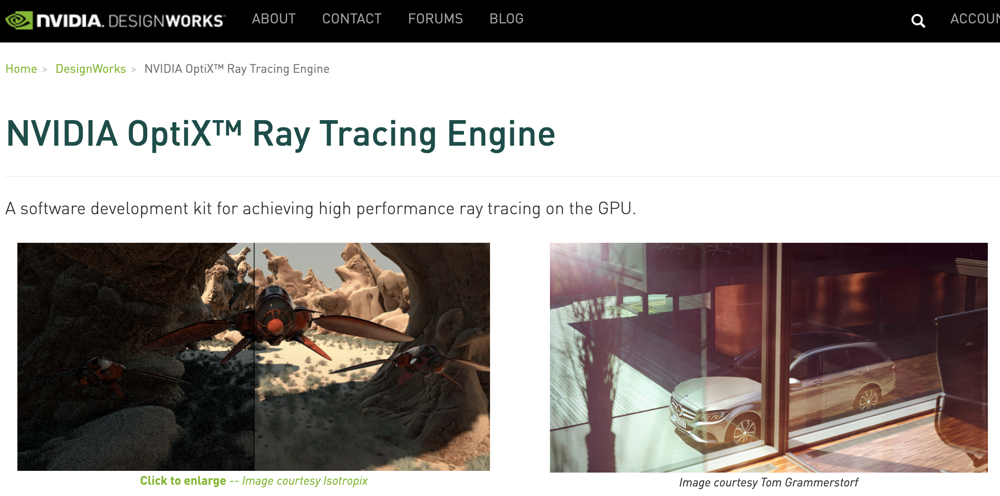 NVIDIA. DESIGNWORKS™ ABOUT CONTACT FORUMS BLOG ACCOUN
Home > DesignWorks > NVIDIA OptiX™ Ray Tracing Engine
NVIDIA OptiX™ Ray Tracing Engine
A software development kit for achieving high performance ray tracing on the GPU.
Click to enlarge -- Image courtesy Isotropix
Image courtesy Tom Grammerstorf